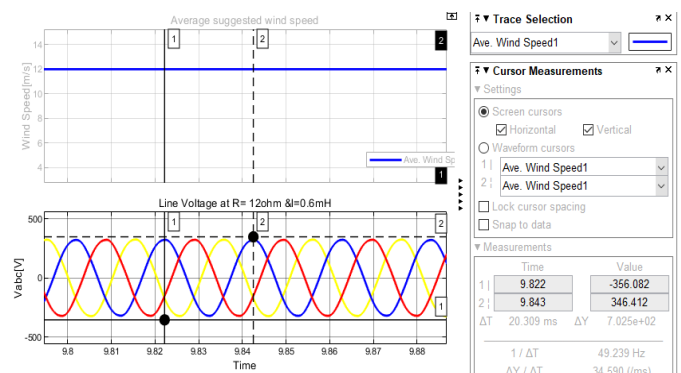 Average suggested wind speed
1
2
2
14
12
10
8
6
4
Wind Speed[m/s]
Ave. Wind Sp
1
Line Voltage at R= 12ohm &l=0.6mH
1
2
2
500
0
-500
Vabc[V]
1
9.8
9.81
9.82
9.83
9.84
9.85
9.86
9.87
9.88
Time
Trace Selection
Ave. Wind Speed1
Cursor Measurements
Settings
Screen cursors
Horizontal
Vertical
Waveform cursors
1 Ave. Wind Speed1
2 Ave. Wind Speed1
Lock cursor spacing
Snap to data
Measurements
Time Value
1 9.822 -356.082
2 9.843 346.412
ΔT 20.309 ms ΔY 7.025e+02
1 / ΔT 49.239 Hz
ΔY / ΔT 34.590 (/ms)